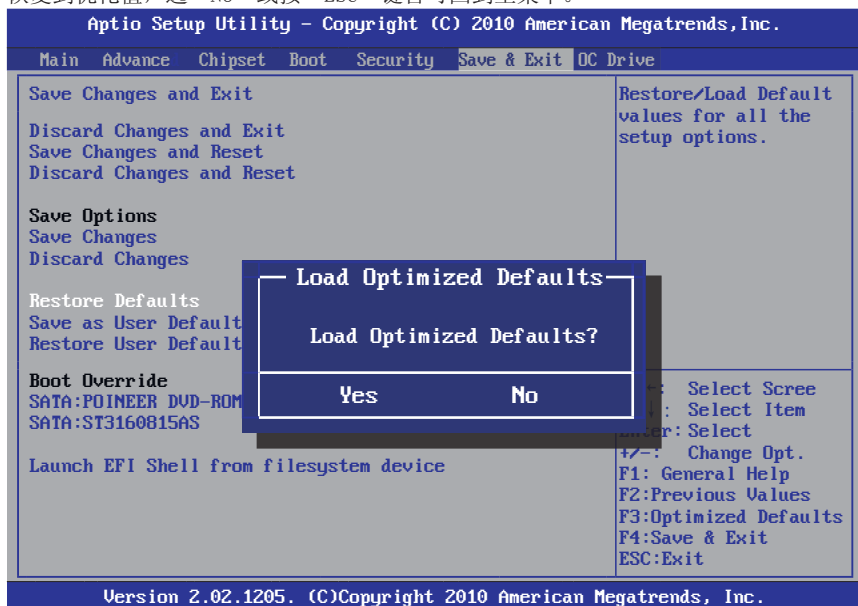 Aptio Setup Utility – Copyright (C) 2010 American Megatrends,Inc.
Main Advance Chipset Boot Security Save & Exit OC Drive
Save Changes and Exit
Discard Changes and Exit
Save Changes and Reset
Discard Changes and Reset
Save Options
Save Changes
Discard Changes
Restore Defaults
Save as User Default
Restore User Default
Boot Override
SATA:POINEER DVD-ROM
SATA:ST3160815AS
Launch EFI Shell from filesystem device
Load Optimized Defaults
Load Optimized Defaults?
Yes No
Restore/Load Default
values for all the
setup options.
: Select Scree
: Select Item
Enter:Select
+/-: Change Opt.
F1: General Help
F2:Previous Values
F3:Optimized Defaults
F4:Save & Exit
ESC:Exit
Version 2.02.1205. (C)Copyright 2010 American Megatrends, Inc.